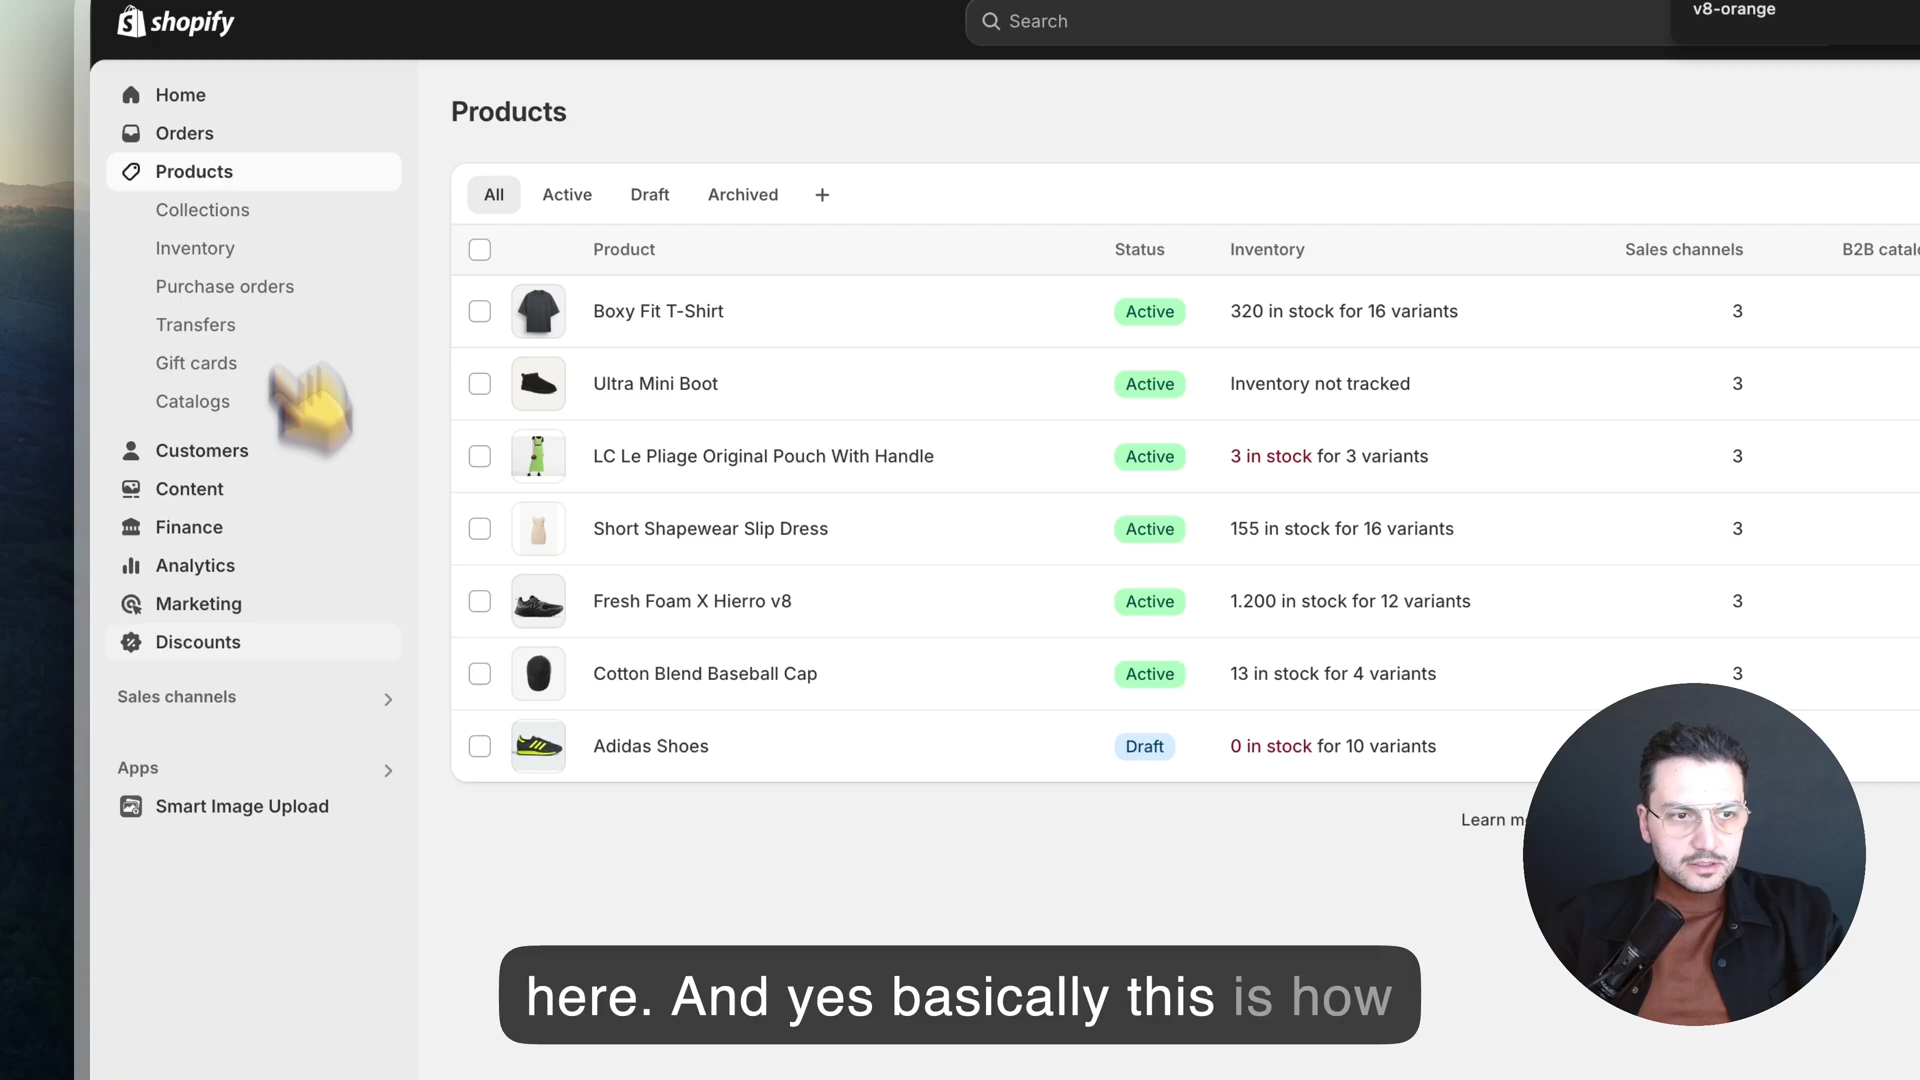 shopify
Search
v8-orange
Home
Orders
Products
Collections
Inventory
Purchase orders
Transfers
Gift cards
Catalogs
Customers
Content
Finance
Analytics
Marketing
Discounts
Sales channels
Apps
Smart Image Upload
Products
All Active Draft Archived +
Product Status Inventory Sales channels B2B catalo
Boxy Fit T-Shirt Active 320 in stock for 16 variants 3
Ultra Mini Boot Active Inventory not tracked 3
LC Le Pliage Original Pouch With Handle Active 3 in stock for 3 variants 3
Short Shapewear Slip Dress Active 155 in stock for 16 variants 3
Fresh Foam X Hierro v8 Active 1.200 in stock for 12 variants 3
Cotton Blend Baseball Cap Active 13 in stock for 4 variants 3
Adidas Shoes Draft 0 in stock for 10 variants
Learn
here. And yes basically this is how